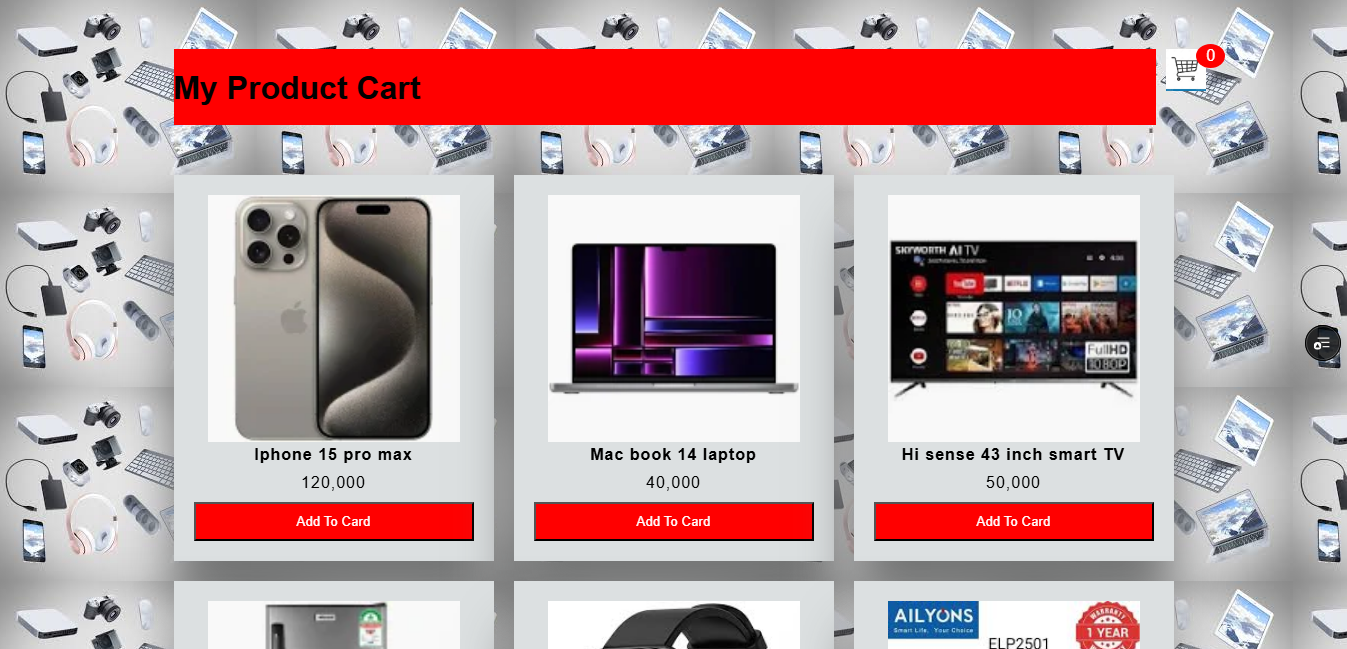 My Product Cart
0
SKYWORTH AI TV
YouTube
NETFLIX
FullHD
1080P
Iphone 15 pro max
Mac book 14 laptop
Hi sense 43 inch smart TV
120,000
40,000
50,000
Add To Card
Add To Card
Add To Card
AILYONS
Smart Life, Your Choice
ELP2501
WARRANTY
1 YEAR